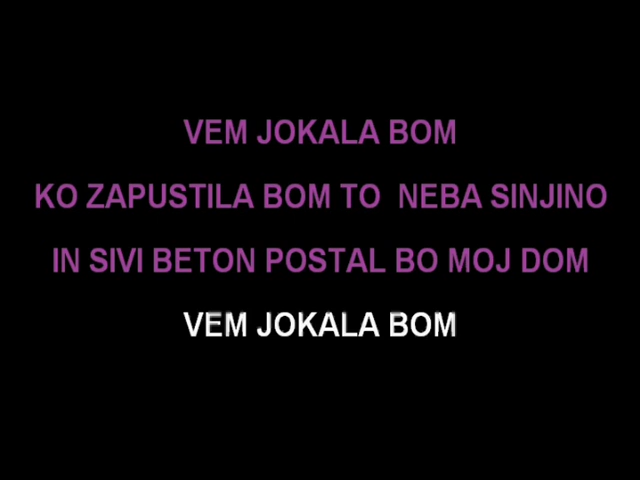 VEM JOKALA BOM
KO ZAPUSTILA BOM TO  NEBA SINJINO
IN SIVI BETON POSTAL BO MOJ DOM
VEM JOKALA BOM